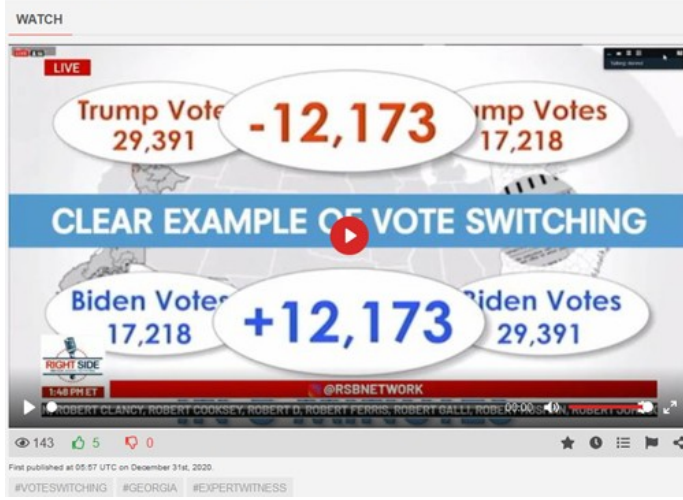 WATCH
LIVE
Trump Vote
29,391
-12,173
mp Votes
17,218
CLEAR EXAMPLE OF VOTE SWITCHING
Biden Votes
17,218
+12,173
Biden Votes
29,391
RIGHT SIDE
1:48 PM ET
@RSBNETWORK
ROBERT CLANCY, ROBERT COOKSEY, ROBERT D, ROBERT FERRIS, ROBERT GALLI,
00:00
143 5 0
First published at 05:57 UTC on December 31st, 2020.
#VOTESWITCHING #GEORGIA #EXPERTWITNESS